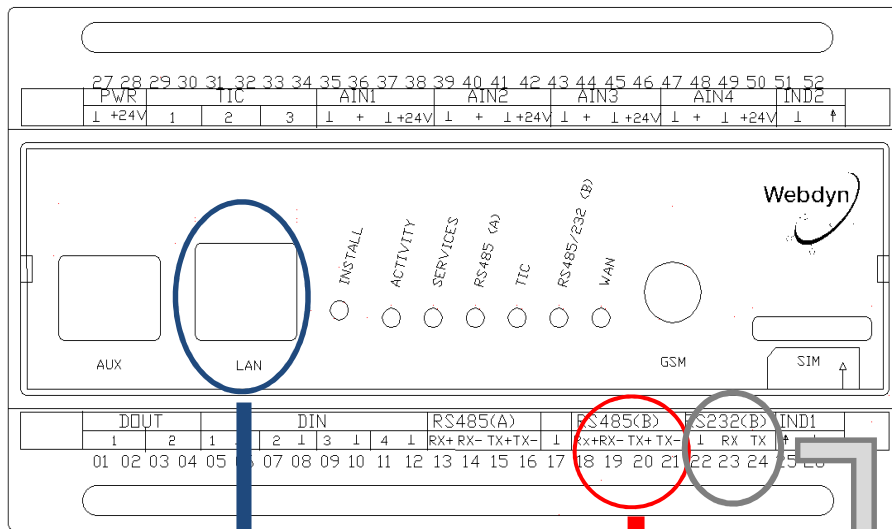 27 28 29 30 31 32 33 34 35 36 37 38 39 40 41 42 43 44 45 46 47 48 49 50 51 52
PWR TIC AIN1 AIN2 AIN3 AIN4 IND2
⊥ +24V 1 2 3 ⊥ + ⊥ +24V ⊥ + ⊥ +24V ⊥ + ⊥ +24V ⊥ + ⊥ +24V ⊥
Webdyn
INSTALL
ACTIVITY
SERVICES
RS485 (A)
TIC
RS485/232 (B)
WAN
AUX LAN GSM SIM
DOUT DIN RS485(A) RS485(B) RS232(B) IND1
1 2 1 2 ⊥ 3 ⊥ 4 ⊥ RX+ RX- TX+ TX- ⊥ RX+ RX- TX+ TX- ⊥ RX TX
01 02 03 04 05 07 08 09 10 11 12 13 14 15 16 17 18 19 20 21 22 23 24 25